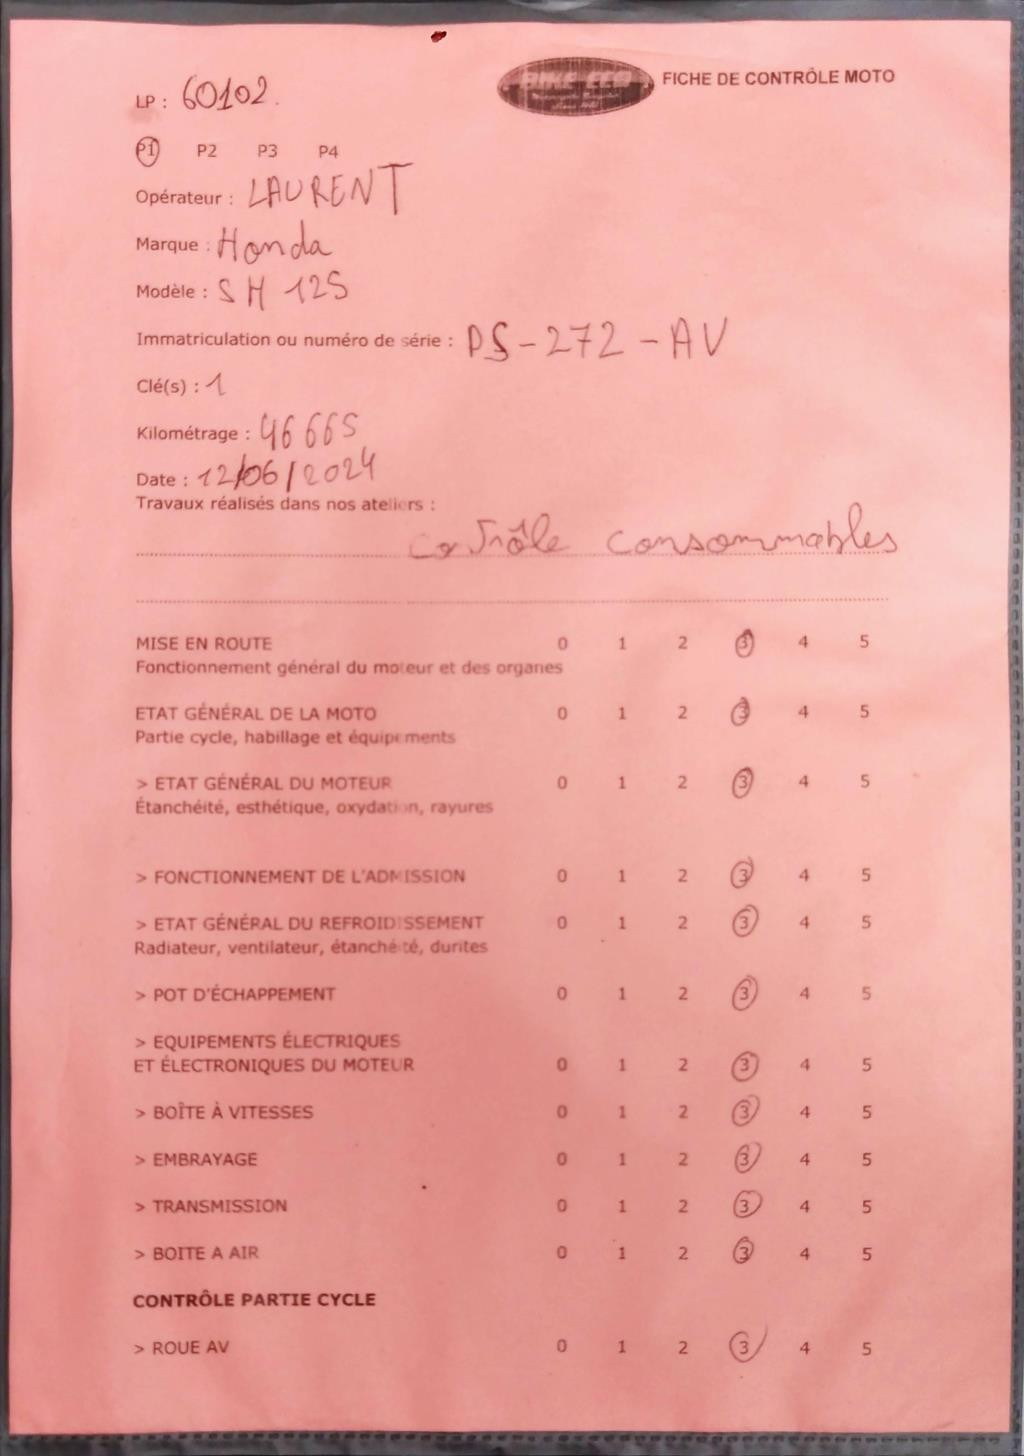 LP : 60102.
BIKE-ECO
FICHE DE CONTRÔLE MOTO
P1 P2 P3 P4
Opérateur : LAURENT
Marque : Honda
Modèle : SH 125
Immatriculation ou numéro de série : PS-272-AV
Clé(s) : 1
Kilométrage : 46665
Date : 12/06/2024
Travaux réalisés dans nos ateliers :
Contrôle consommables
MISE EN ROUTE 0 1 2 3 4 5
Fonctionnement général du moteur et des organes
ETAT GÉNÉRAL DE LA MOTO 0 1 2 3 4 5
Partie cycle, habillage et équipements
> ETAT GÉNÉRAL DU MOTEUR 0 1 2 3 4 5
Étanchéité, esthétique, oxydation, rayures
> FONCTIONNEMENT DE L'ADMISSION 0 1 2 3 4 5
> ETAT GÉNÉRAL DU REFROIDISSEMENT 0 1 2 3 4 5
Radiateur, ventilateur, étanchéité, durites
> POT D'ÉCHAPPEMENT 0 1 2 3 4 5
> EQUIPEMENTS ÉLECTRIQUES
ET ÉLECTRONIQUES DU MOTEUR 0 1 2 3 4 5
> BOÎTE À VITESSES 0 1 2 3 4 5
> EMBRAYAGE 0 1 2 3 4 5
> TRANSMISSION 0 1 2 3 4 5
> BOITE A AIR 0 1 2 3 4 5
CONTRÔLE PARTIE CYCLE
> ROUE AV 0 1 2 3 4 5